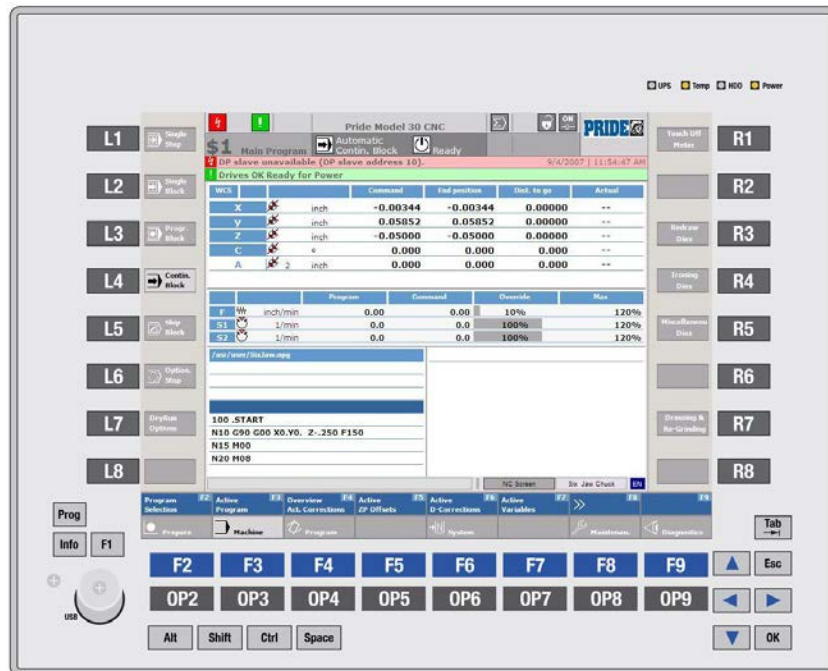 UPS Temp HDD Power
Pride Model 30 CNC ON PRIDE
$1 Main Program Automatic Contin. Block Ready
DP slave unavailable (DP slave address 10). 9/4/2007 | 11:54:47 AM
Drives OK Ready for Power
WCS Command End position Dist. to go Actual
X inch -0.00344 -0.00344 0.00000 --
Y inch 0.05852 0.05852 0.00000 --
Z inch -0.05000 -0.05000 0.00000 --
C ° 0.000 0.000 0.000 --
A 2 inch 0.000 0.000 0.000 --
Program Command Override Max
F inch/min 0.00 0.00 10% 120%
S1 1/min 0.0 0.0 100% 120%
S2 1/min 0.0 0.0 100% 120%
100 .START
N10 G90 G00 X0.Y0. Z-.250 F150
N15 M00
N20 M08
NC Screen Six Jaw Chuck EN
L1 Single Step
L2 Single Block
L3 Progr. Block
L4 Contin. Block
L5 Skip Block
L6 Option. Stop
L7 DryRun Options
L8
Touch Off Meter R1
R2
Redraw Dies R3
Ironing Dies R4
Miscellaneou Dies R5
R6
Drawing & Re-Grinding R7
R8
Program Selection F2 Active Program F3 Overview Act. Corrections F4 Active ZP Offsets F5 Active D-Corrections F6 Active Variables F7 >> F8 F9
Prepare Machine Program System Maintenan. Diagnostics
Prog
Info F1
USB
F2 F3 F4 F5 F6 F7 F8 F9
OP2 OP3 OP4 OP5 OP6 OP7 OP8 OP9
Alt Shift Ctrl Space
Tab
Esc
OK